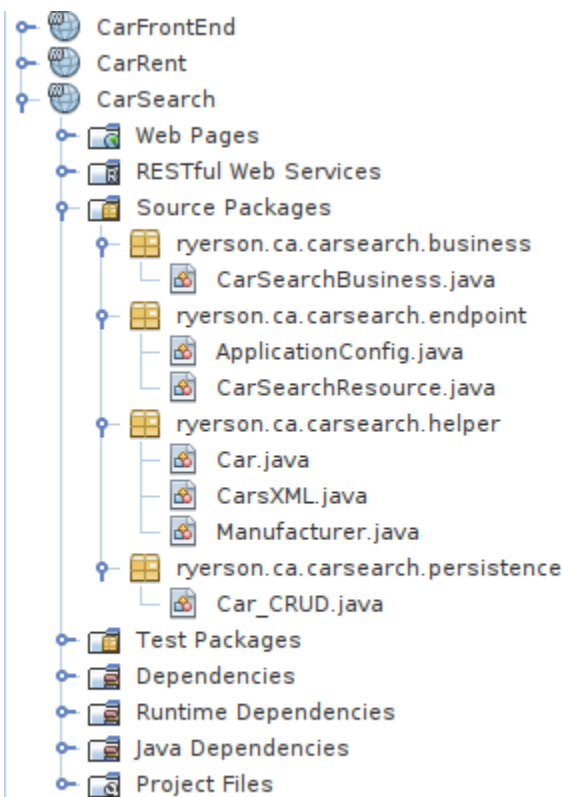 CarFrontEnd
CarRent
CarSearch
Web Pages
RESTful Web Services
Source Packages
ryerson.ca.carsearch.business
CarSearchBusiness.java
ryerson.ca.carsearch.endpoint
ApplicationConfig.java
CarSearchResource.java
ryerson.ca.carsearch.helper
Car.java
CarsXML.java
Manufacturer.java
ryerson.ca.carsearch.persistence
Car_CRUD.java
Test Packages
Dependencies
Runtime Dependencies
Java Dependencies
Project Files